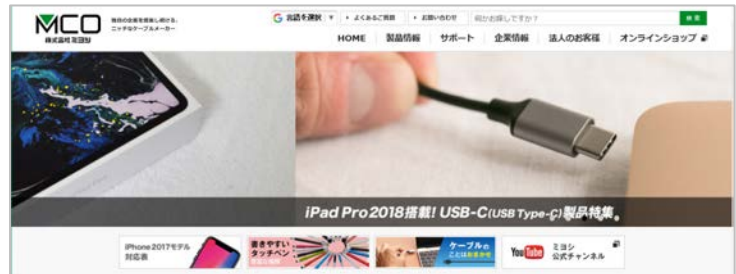 MCO
株式会社 ミヨシ
独自の企画を提案し続ける、
ニッチなケーブルメーカー
G 言語を選択 ▼
よくあるご質問
お問い合わせ
何かお探しですか？
検索
HOME 製品情報 サポート 企業情報 法人のお客様 オンラインショップ
iPad Pro 2018搭載! USB-C(USB Type-C)製品特集。
iPhone 2017モデル
対応表
書きやすい
タッチペン
ケーブルの
ことはおまかせ
YouTube ミヨシ
公式チャンネル